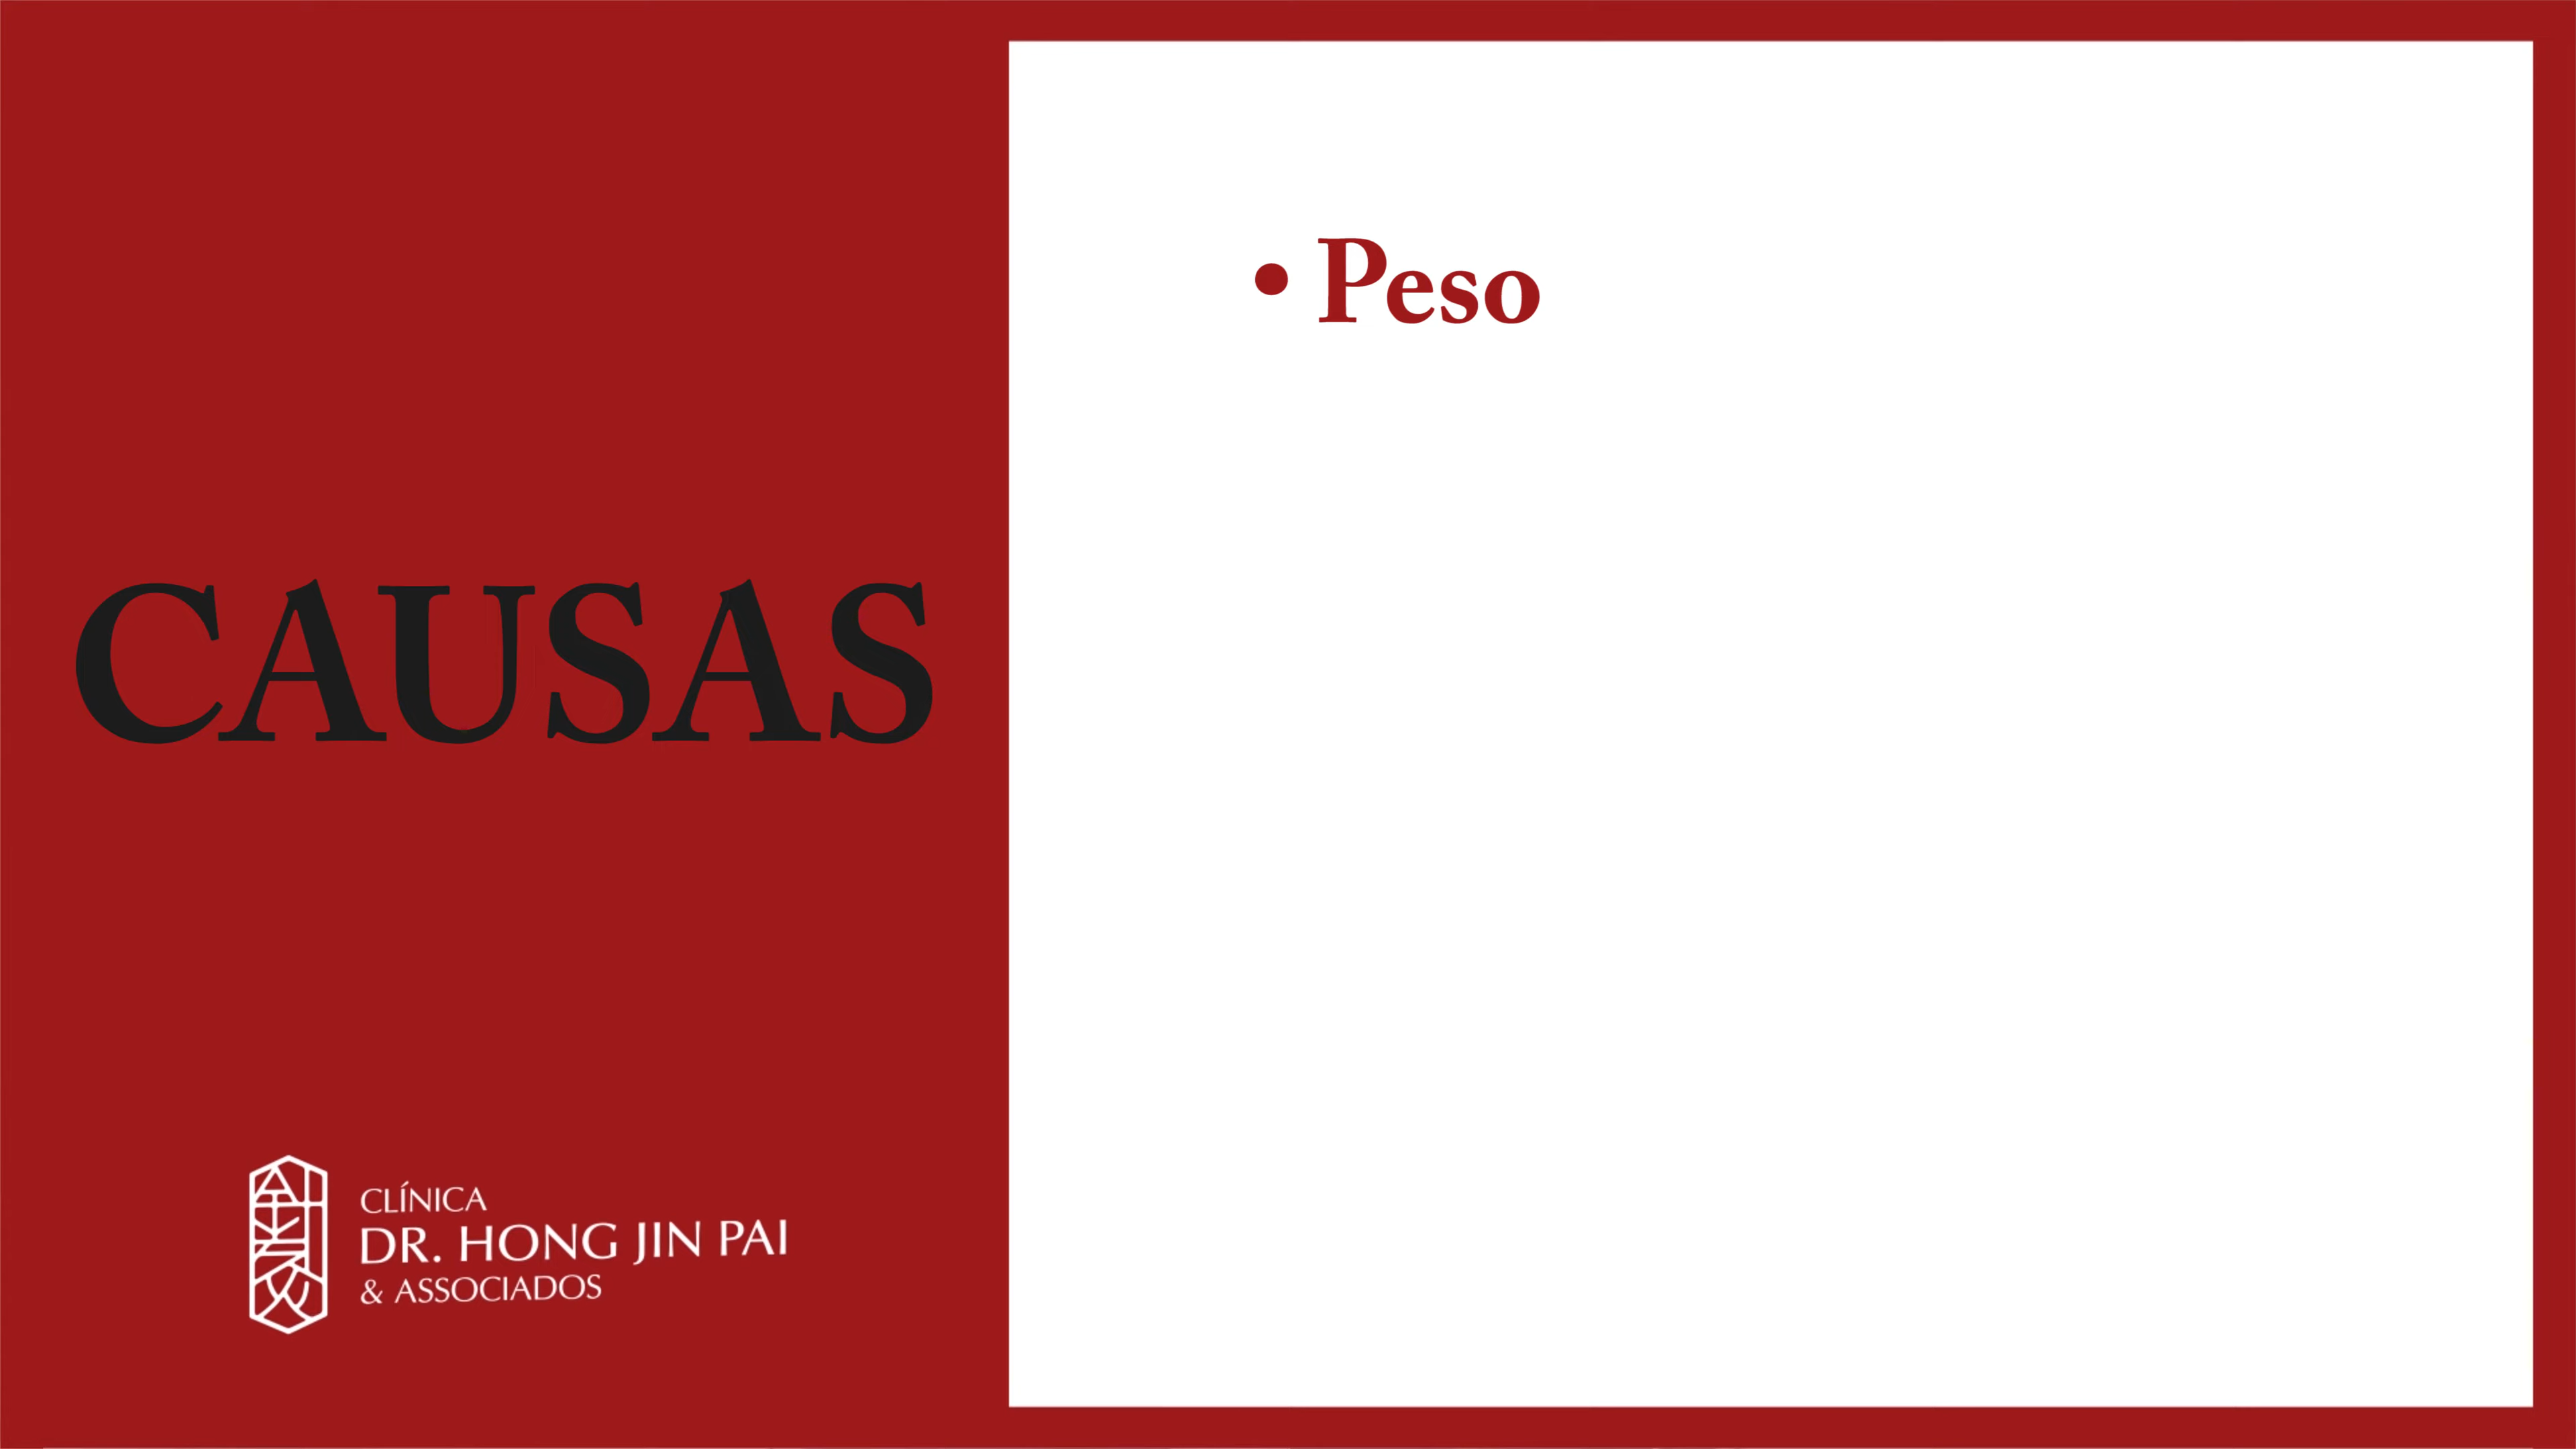 CAUSAS
• Peso
CLÍNICA
DR. HONG JIN PAI
& ASSOCIADOS